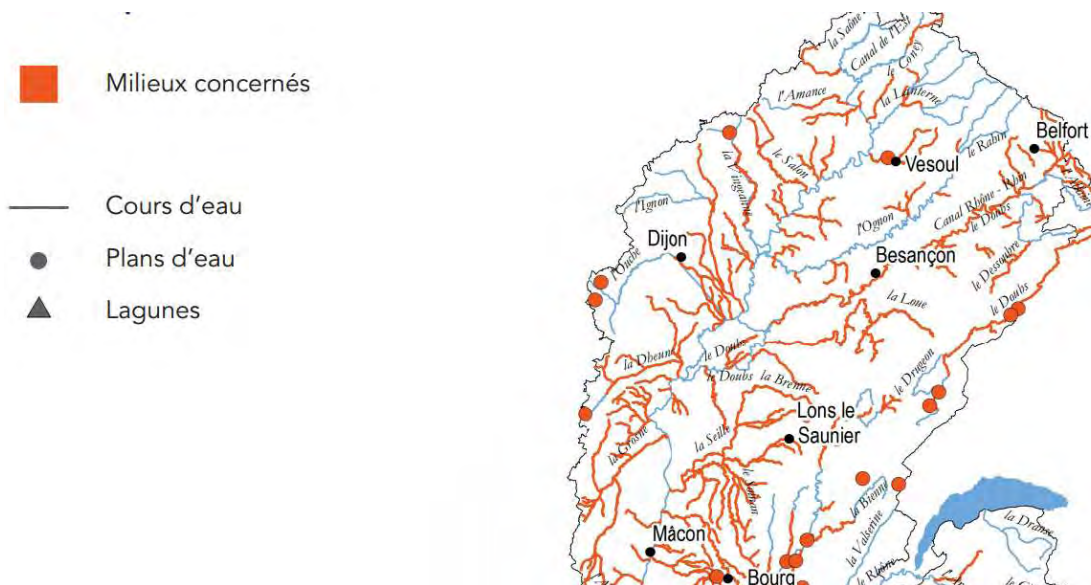 Milieux concernés
Cours d'eau
Plans d'eau
Lagunes
la Saône
Canal de l'Est
le Coney
l'Amance
la Lanterne
Belfort
le Rabin
Vesoul
le Salon
la Vingeanne
Canal Rhône - Rhin
le Doubs
l'Ignon
l'Ognon
Dijon
l'Ouche
Besançon
le Dessoubre
la Loue
le Doubs
la Dheune
le Doubs
le Doubs
la Brenne
le Drugeon
Lons le
Saunier
la Seille
la Grosne
la Bienne
la Valserine
la Dranse
Mâcon
le Rhône
Bourg